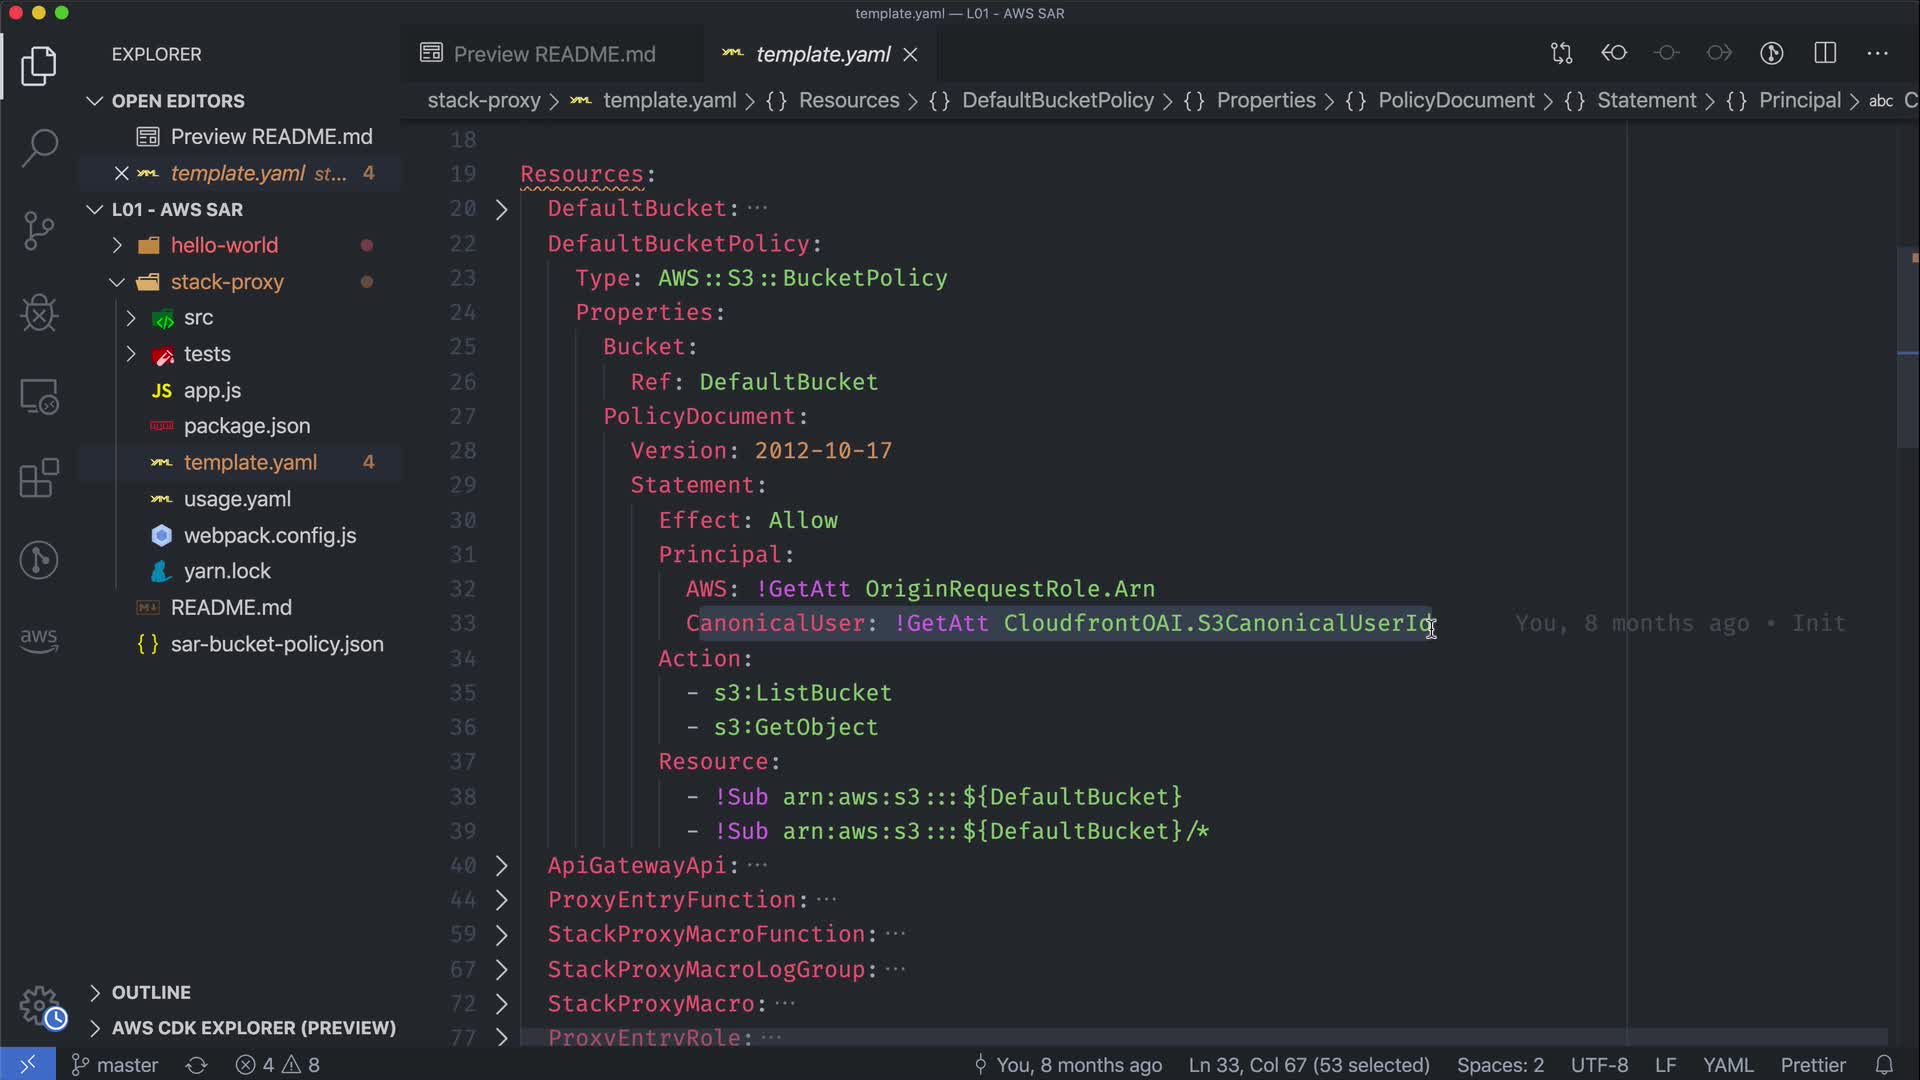 template.yaml — L01 - AWS SAR
EXPLORER
OPEN EDITORS
Preview README.md
template.yaml st... 4
L01 - AWS SAR
hello-world
stack-proxy
src
tests
JS app.js
package.json
template.yaml 4
usage.yaml
webpack.config.js
yarn.lock
README.md
{ } sar-bucket-policy.json
aws
OUTLINE
AWS CDK EXPLORER (PREVIEW)
Preview README.md
template.yaml
stack-proxy > template.yaml > {} Resources > {} DefaultBucketPolicy > {} Properties > {} PolicyDocument > {} Statement > {} Principal > abc C
18
19 Resources:
20 DefaultBucket: ...
22 DefaultBucketPolicy:
23 Type: AWS::S3::BucketPolicy
24 Properties:
25 Bucket:
26 Ref: DefaultBucket
27 PolicyDocument:
28 Version: 2012-10-17
29 Statement:
30 Effect: Allow
31 Principal:
32 AWS: !GetAtt OriginRequestRole.Arn
33 CanonicalUser: !GetAtt CloudfrontOAI.S3CanonicalUserId You, 8 months ago • Init
34 Action:
35 - s3:ListBucket
36 - s3:GetObject
37 Resource:
38 - !Sub arn:aws:s3:::${DefaultBucket}
39 - !Sub arn:aws:s3:::${DefaultBucket}/*
40 ApiGatewayApi: ...
44 ProxyEntryFunction: ...
59 StackProxyMacroFunction: ...
67 StackProxyMacroLogGroup: ...
72 StackProxyMacro: ...
77 ProxyEntryRole: ...
master 4 8 You, 8 months ago Ln 33, Col 67 (53 selected) Spaces: 2 UTF-8 LF YAML Prettier